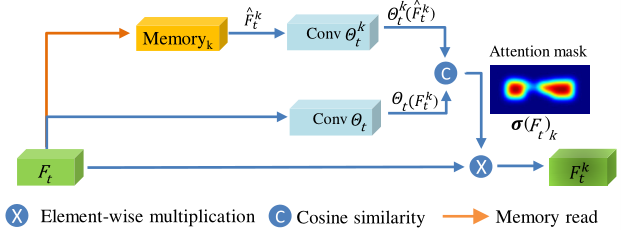 F̂_t^k
Θ_t^k(F̂_t^k)
Memory_k
Conv Θ_t^k
Attention mask
C
Θ_t(F_t^k)
Conv Θ_t
σ(F_t)_k
F_t
X
F_t^k
X Element-wise multiplication C Cosine similarity Memory read